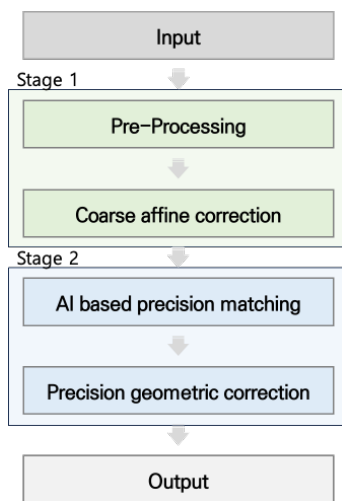 Input
Stage 1
Pre-Processing
Coarse affine correction
Stage 2
AI based precision matching
Precision geometric correction
Output